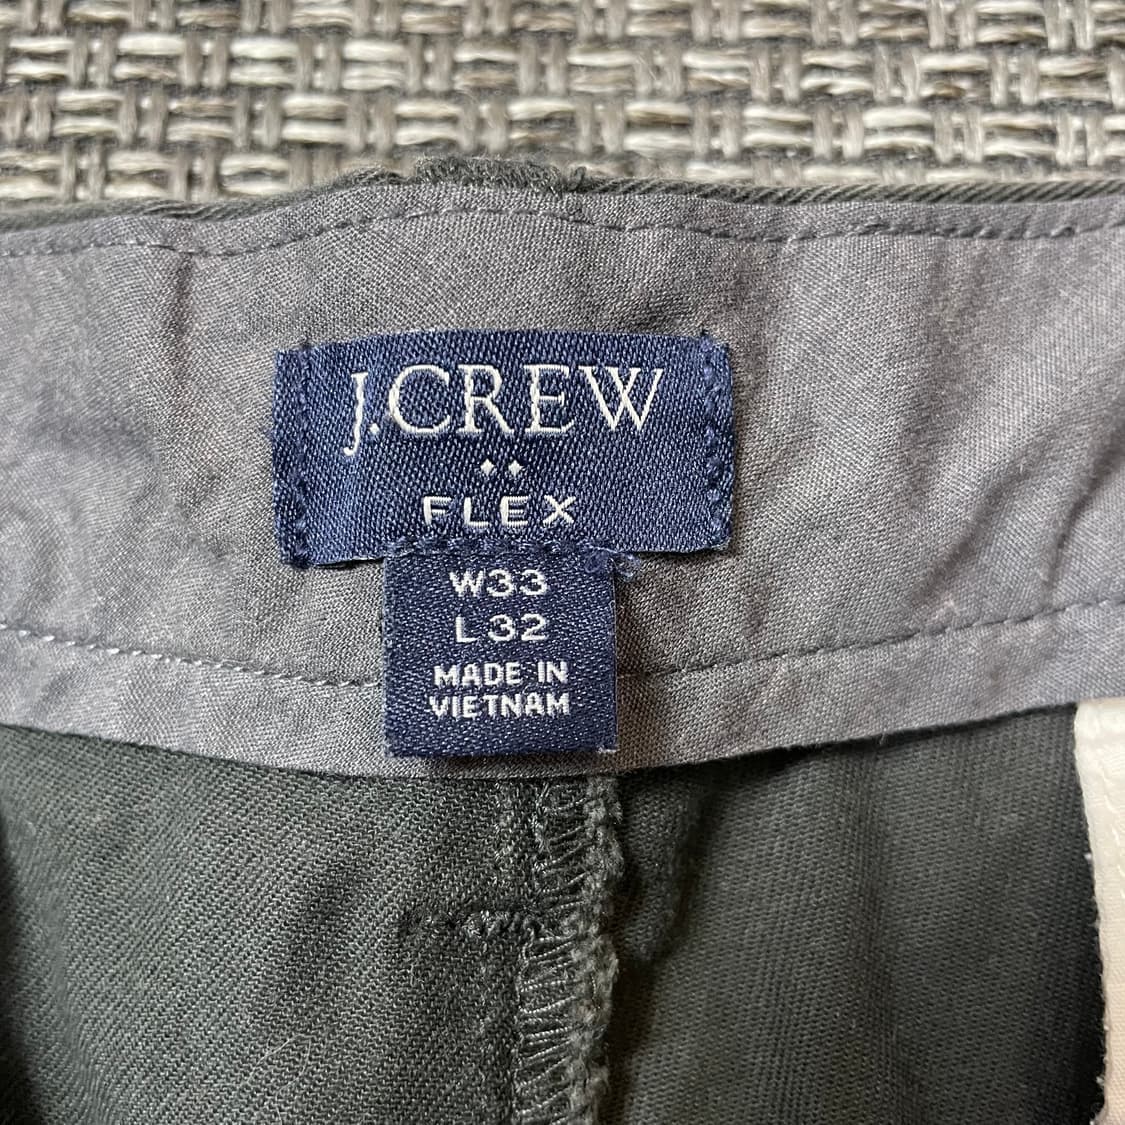 J.CREW
FLEX
W33
L32
MADE IN
VIETNAM